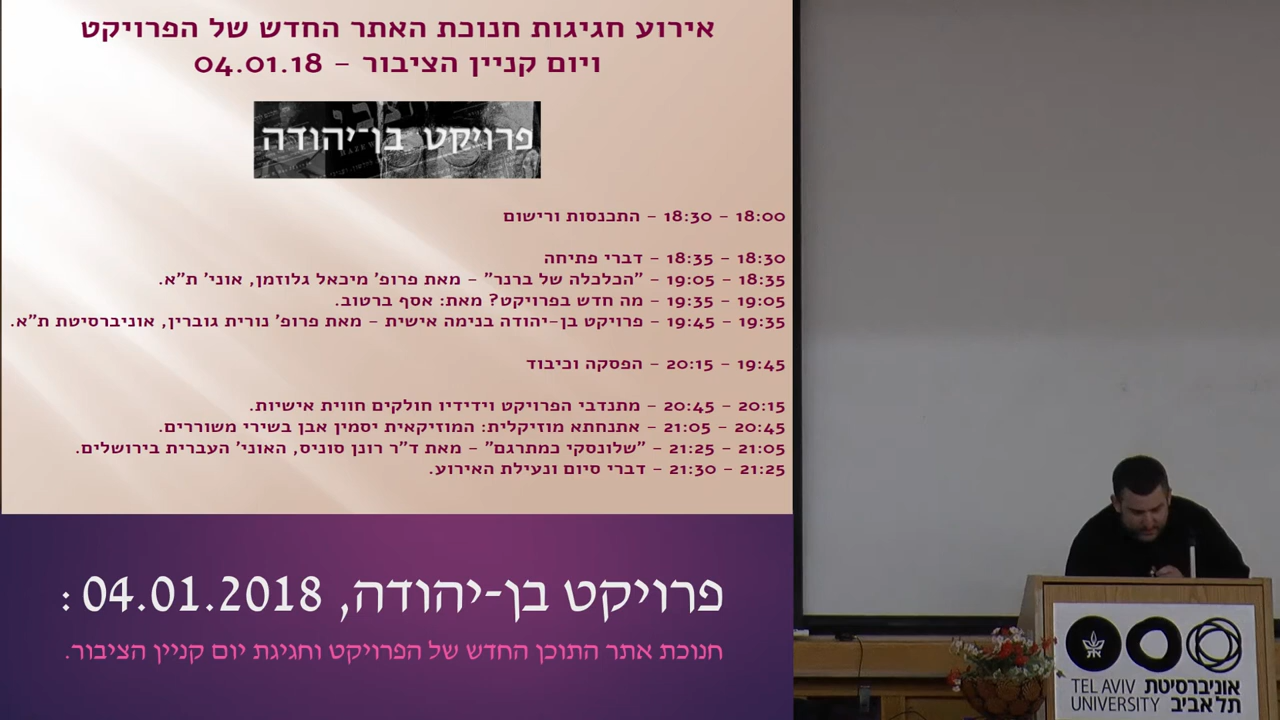 אירוע חגיגות חנוכת האתר החדש של הפרויקט
ויום קניין הציבור – 04.01.18
פרויקט בן־יהודה
18:00 – 18:30 – התכנסות ורישום
18:30 – 18:35 – דברי פתיחה
18:35 – 19:05 – "הכלכלה של ברנר" – מאת פרופ' מיכאל גלוזמן, אוני' ת"א.
19:05 – 19:35 – מה חדש בפרויקט? מאת: אסף ברטוב.
19:35 – 19:45 – פרויקט בן-יהודה בנימה אישית – מאת פרופ' נורית גוברין, אוניברסיטת ת"א.
19:45 – 20:15 – הפסקה וכיבוד
20:15 – 20:45 – מתנדבי הפרויקט וידידיו חולקים חווית אישיות.
20:45 – 21:05 – אתנחתא מוזיקלית: המוזיקאית יסמין אבן בשירי משוררים.
21:05 – 21:25 – "שלונסקי כמתרגם" – מאת ד"ר רונן סוניס, האוני' העברית בירושלים.
21:25 – 21:30 – דברי סיום ונעילת האירוע.
פרויקט בן-יהודה, 04.01.2018 :
חנוכת אתר התוכן החדש של הפרויקט וחגיגת יום קניין הציבור.
TEL AVIV אוניברסיטת
UNIVERSITY תל אביב